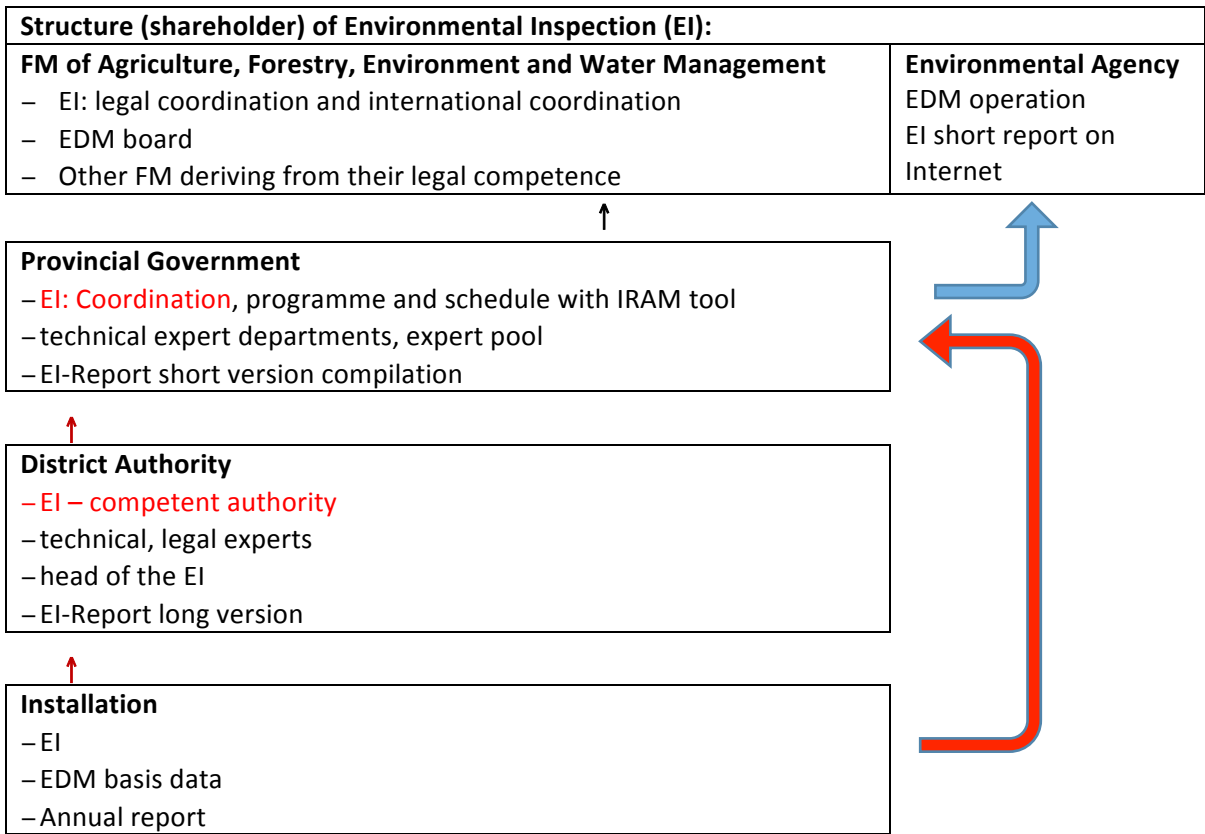 Structure (shareholder) of Environmental Inspection (EI):
FM of Agriculture, Forestry, Environment and Water Management
– EI: legal coordination and international coordination
– EDM board
– Other FM deriving from their legal competence
Environmental Agency
EDM operation
EI short report on
Internet
Provincial Government
– EI: Coordination, programme and schedule with IRAM tool
– technical expert departments, expert pool
– EI-Report short version compilation
District Authority
– EI – competent authority
– technical, legal experts
– head of the EI
– EI-Report long version
Installation
– EI
– EDM basis data
– Annual report